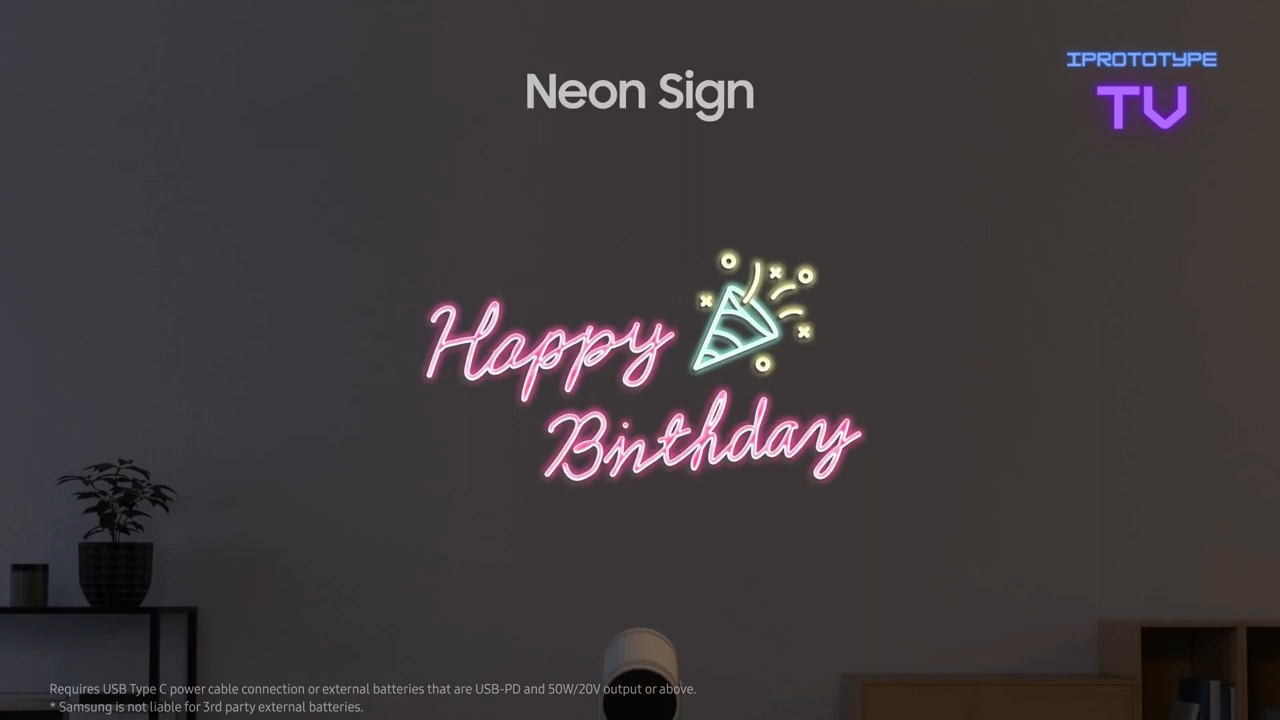 Neon Sign
IPROTOTYPE
TV
Happy
Birthday
Requires USB Type C power cable connection or external batteries that are USB-PD and 50W/20V output or above.
* Samsung is not liable for 3rd party external batteries.